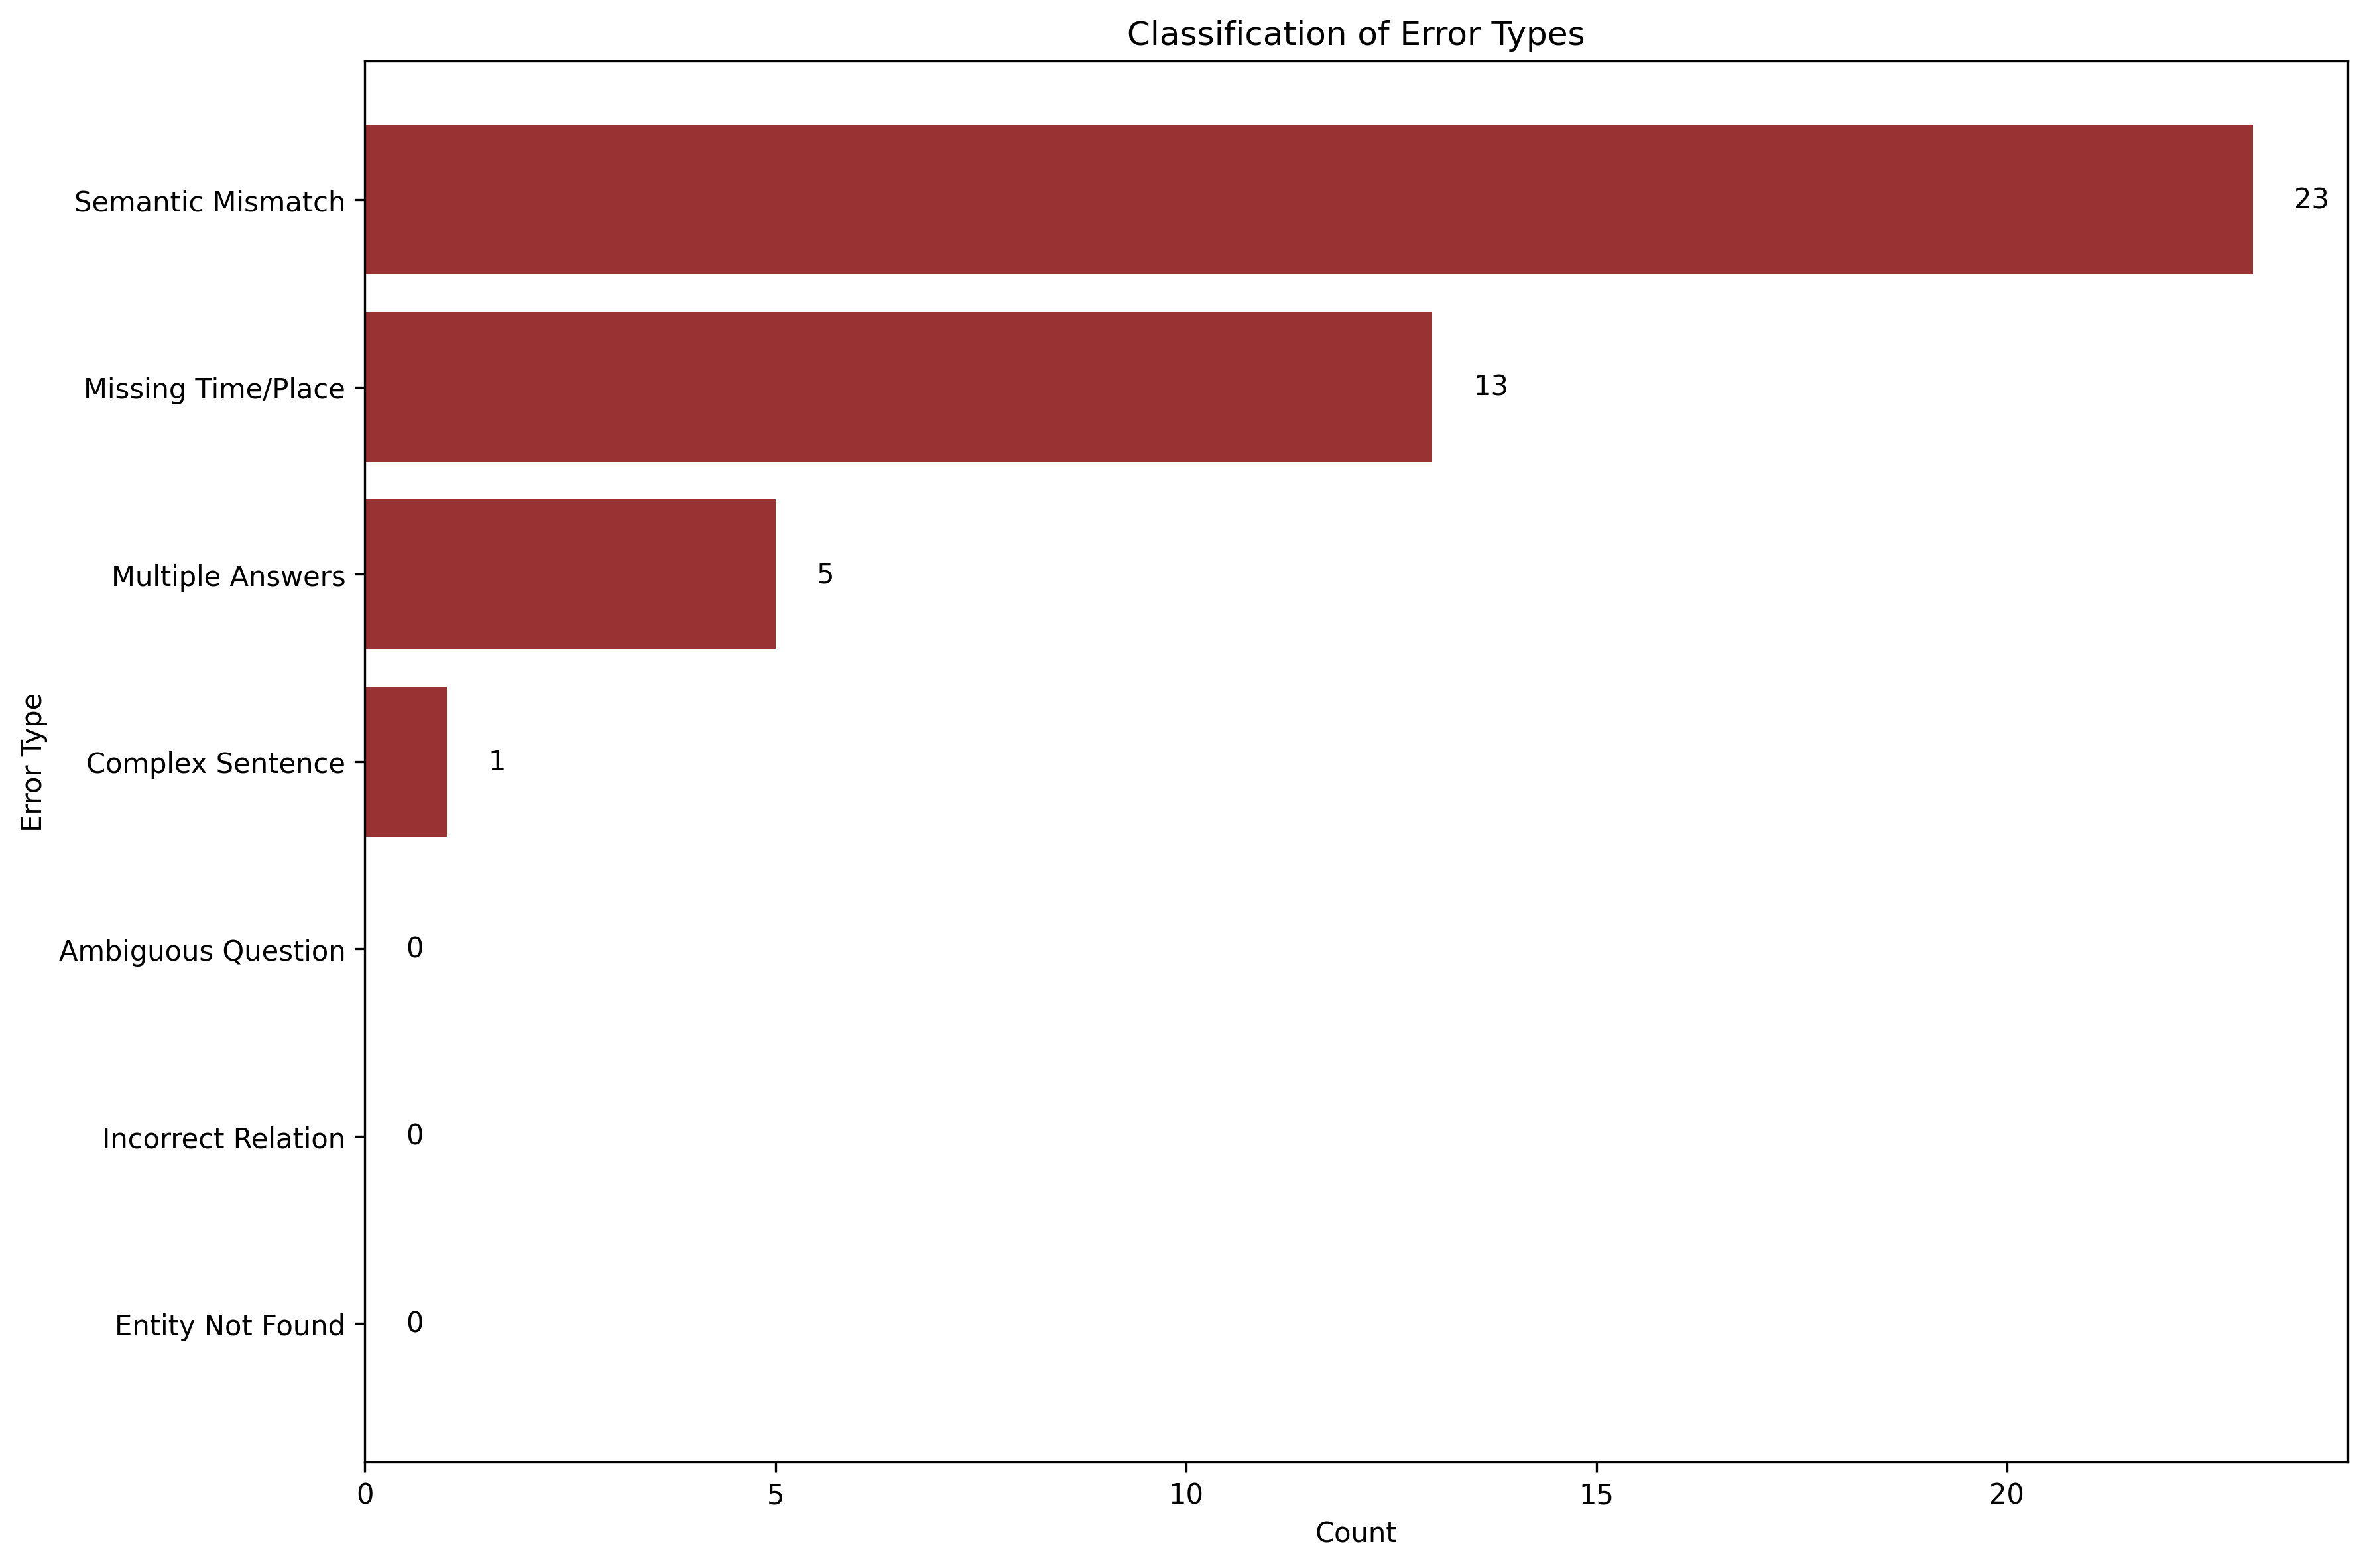 Classification of Error Types
Semantic Mismatch
23
Missing Time/Place
13
Multiple Answers
5
Complex Sentence
1
Ambiguous Question
0
Incorrect Relation
0
Entity Not Found
0
Error Type
0 5 10 15 20
Count